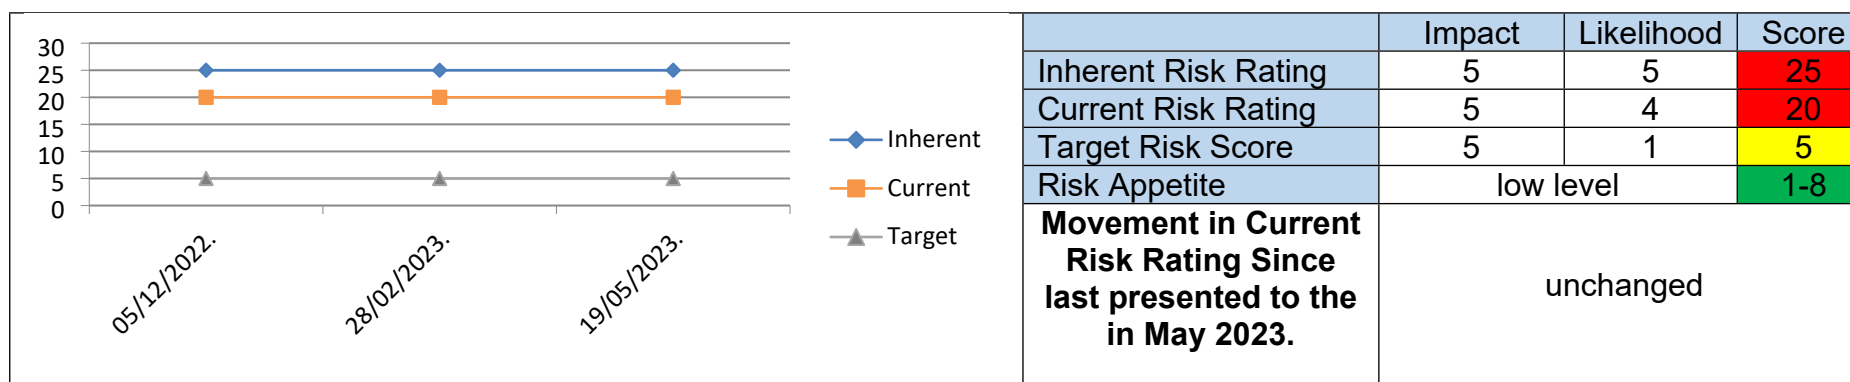 30
25
20
15
10
5
0
05/12/2022.
28/02/2023.
19/05/2023.
Inherent
Current
Target
Impact Likelihood Score
Inherent Risk Rating 5 5 25
Current Risk Rating 5 4 20
Target Risk Score 5 1 5
Risk Appetite low level 1-8
Movement in Current
Risk Rating Since
last presented to the
in May 2023.
unchanged